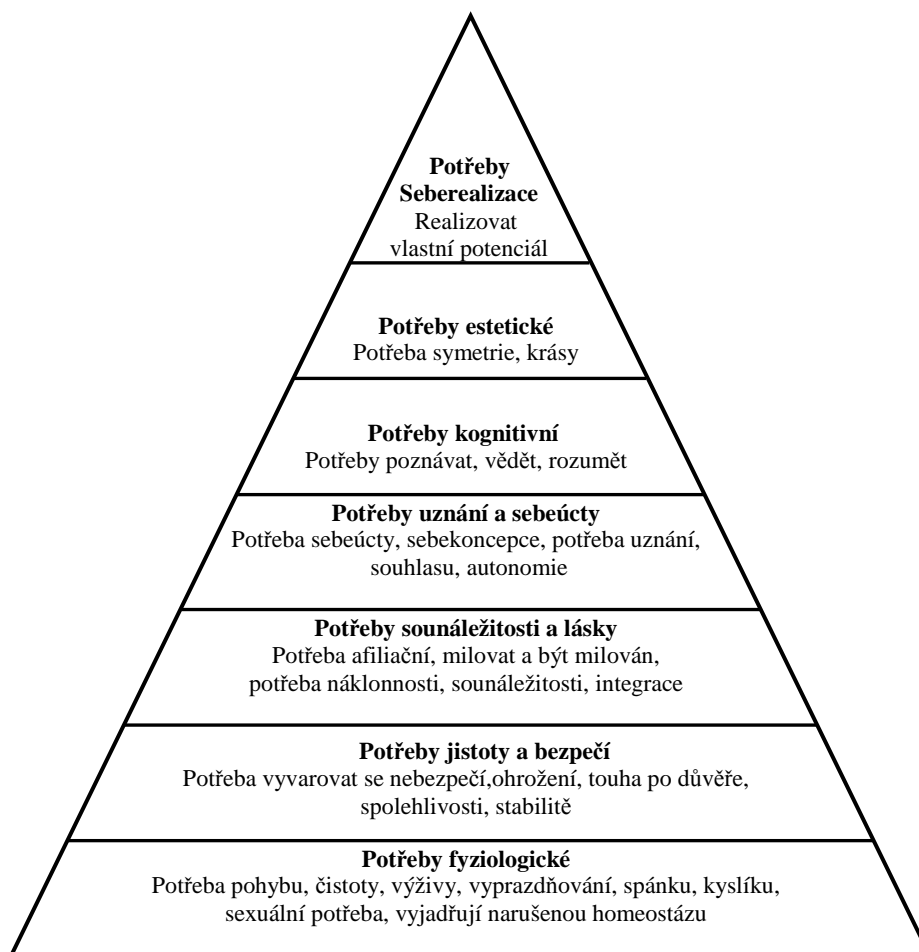 Potřeby
Seberealizace
Realizovat
vlastní potenciál
Potřeby estetické
Potřeba symetrie, krásy
Potřeby kognitivní
Potřeby poznávat, vědět, rozumět
Potřeby uznání a sebeúcty
Potřeba sebeúcty, sebekoncepce, potřeba uznání,
souhlasu, autonomie
Potřeby sounáležitosti a lásky
Potřeba afiliační, milovat a být milován,
potřeba náklonnosti, sounáležitosti, integrace
Potřeby jistoty a bezpečí
Potřeba vyvarovat se nebezpečí,ohrožení, touha po důvěře,
spolehlivosti, stabilitě
Potřeby fyziologické
Potřeba pohybu, čistoty, výživy, vyprazdňování, spánku, kyslíku,
sexuální potřeba, vyjadřují narušenou homeostázu